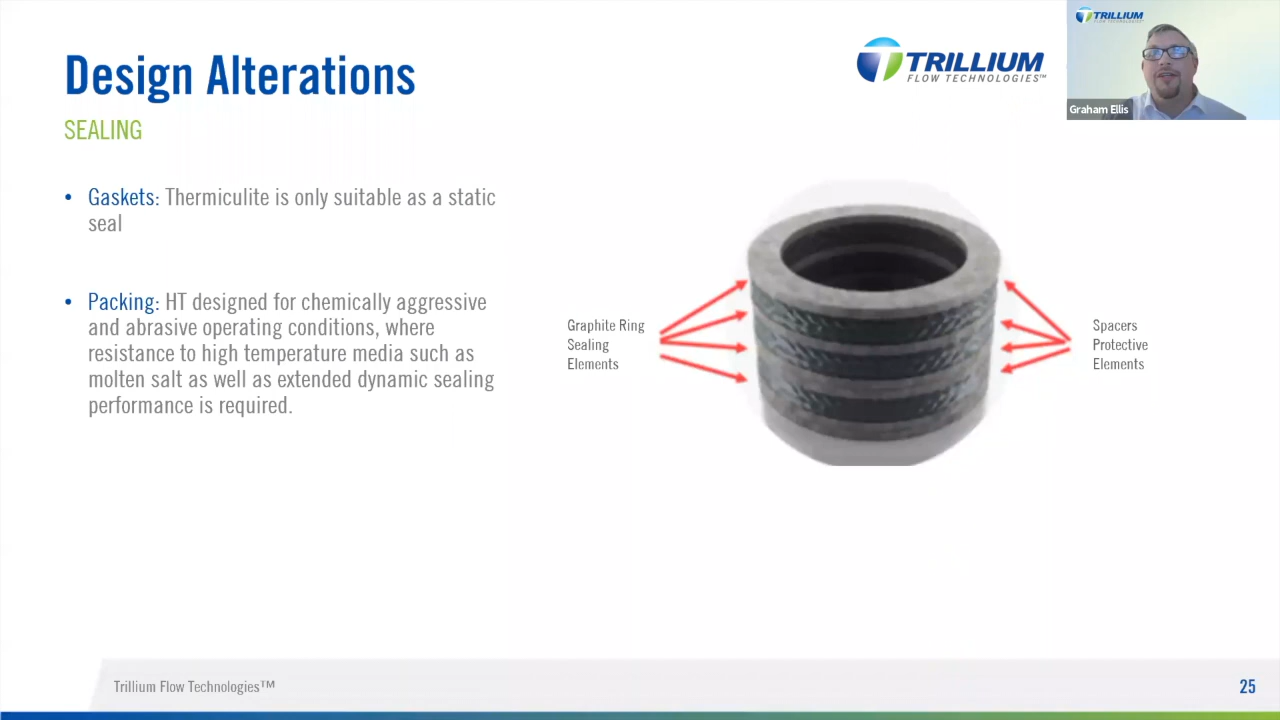 Design Alterations
SEALING
TRILLIUM
FLOW TECHNOLOGIES™
TRILLIUM
FLOW TECHNOLOGIES
Graham Ellis
• Gaskets: Thermiculite is only suitable as a static
seal
• Packing: HT designed for chemically aggressive
and abrasive operating conditions, where
resistance to high temperature media such as
molten salt as well as extended dynamic sealing
performance is required.
Graphite Ring
Sealing
Elements
Spacers
Protective
Elements
Trillium Flow Technologies™
25